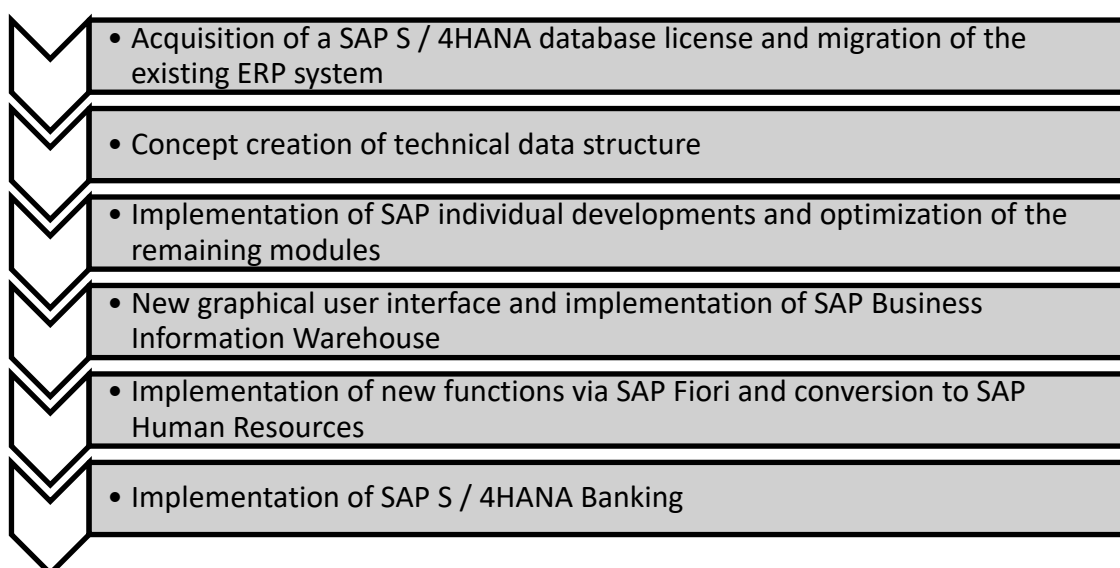 • Acquisition of a SAP S / 4HANA database license and migration of the
existing ERP system
• Concept creation of technical data structure
• Implementation of SAP individual developments and optimization of the
remaining modules
• New graphical user interface and implementation of SAP Business
Information Warehouse
• Implementation of new functions via SAP Fiori and conversion to SAP
Human Resources
• Implementation of SAP S / 4HANA Banking